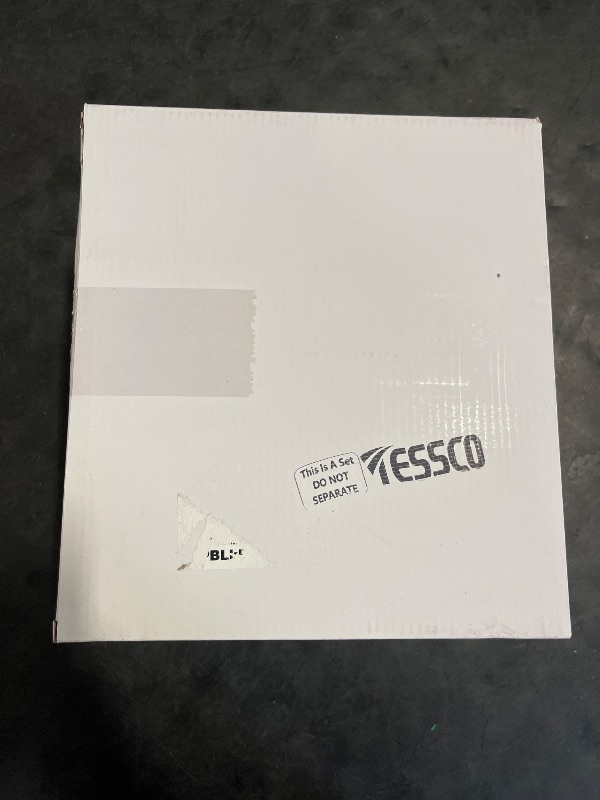 This Is A Set
DO NOT
SEPARATE
TESSCO